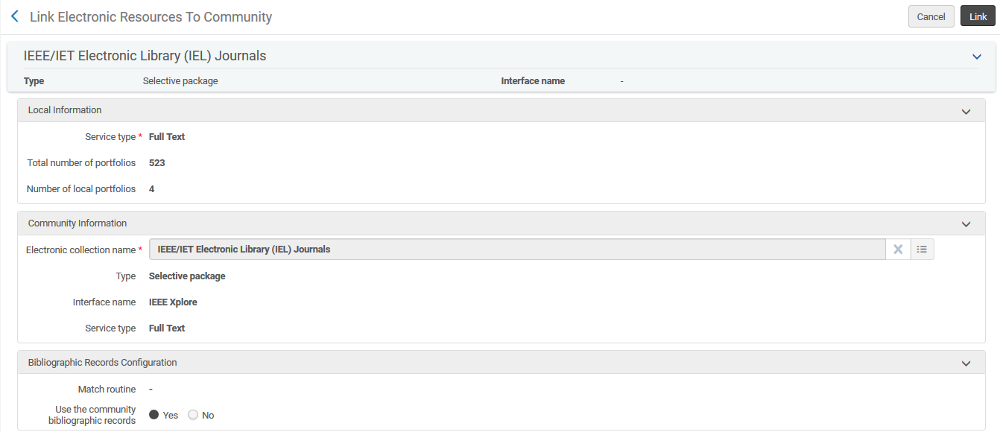 Link Electronic Resources To Community
Cancel
Link
IEEE/IET Electronic Library (IEL) Journals
Type Selective package Interface name -
Local Information
Service type * Full Text
Total number of portfolios 523
Number of local portfolios 4
Community Information
Electronic collection name * IEEE/IET Electronic Library (IEL) Journals
Type Selective package
Interface name IEEE Xplore
Service type Full Text
Bibliographic Records Configuration
Match routine -
Use the community
bibliographic records Yes No